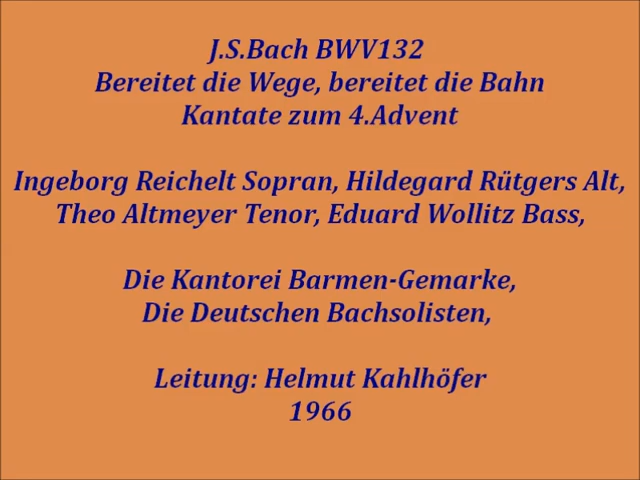 J.S.Bach BWV132
Bereitet die Wege, bereitet die Bahn
Kantate zum 4.Advent
Ingeborg Reichelt Sopran, Hildegard Rütgers Alt,
Theo Altmeyer Tenor, Eduard Wollitz Bass,
Die Kantorei Barmen-Gemarke,
Die Deutschen Bachsolisten,
Leitung: Helmut Kahlhöfer
1966